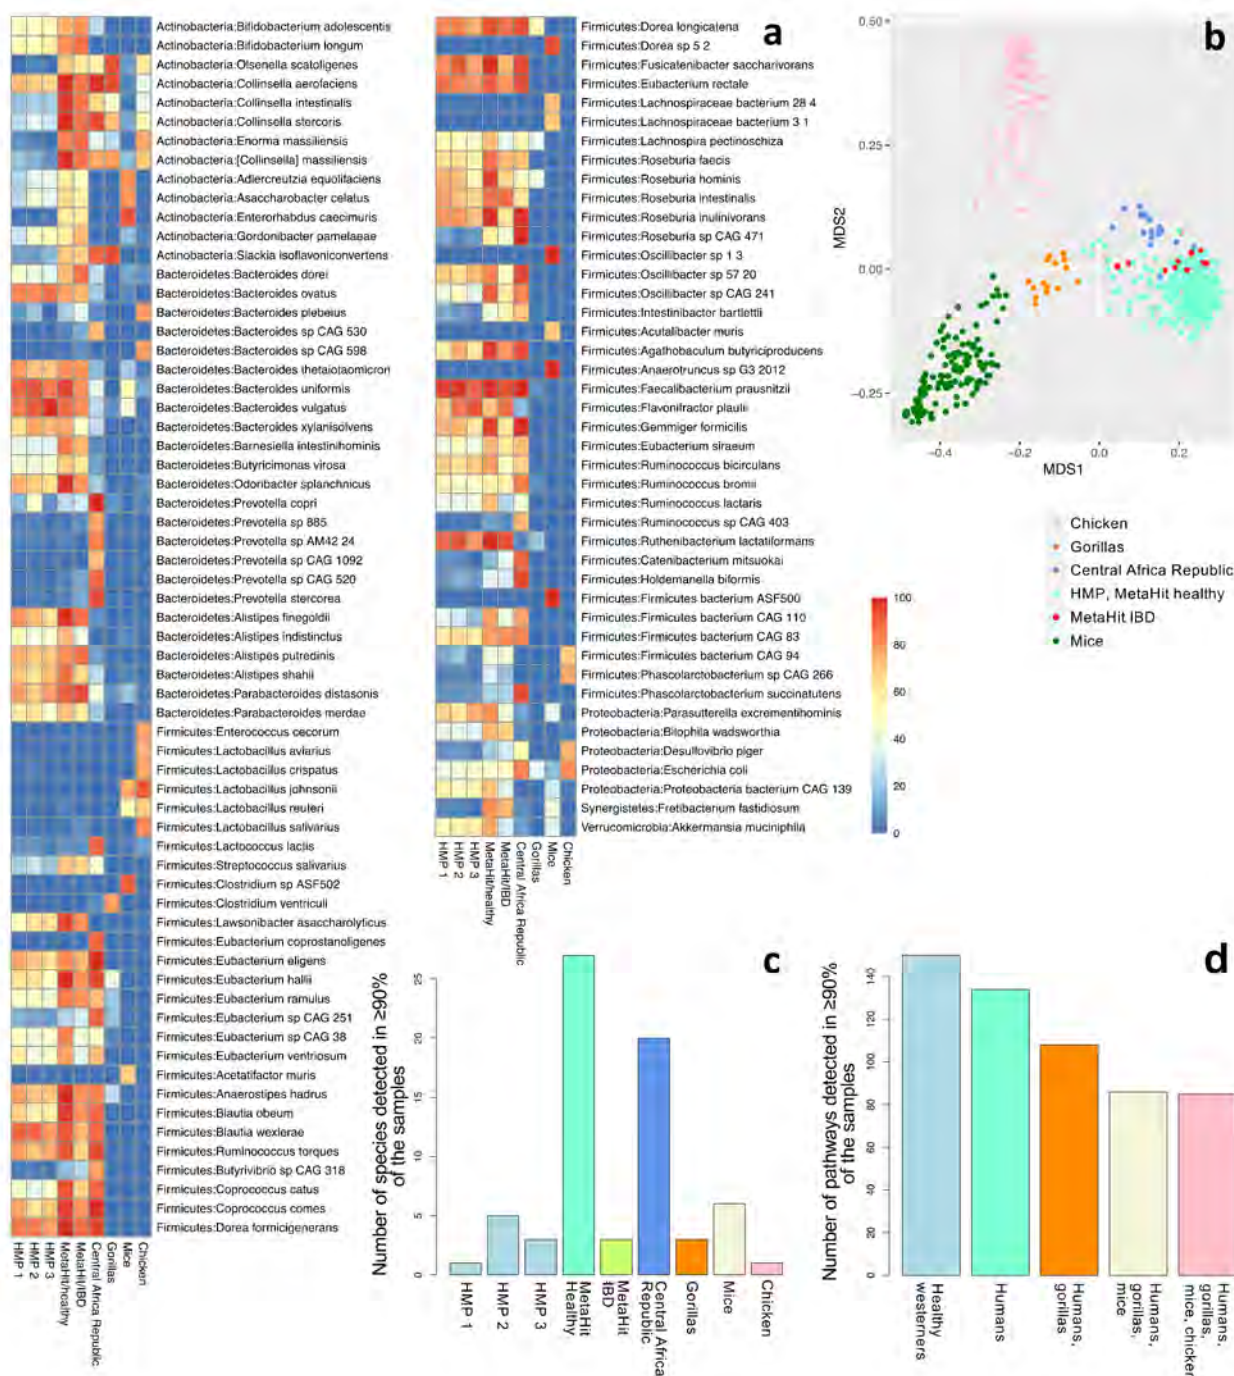 a
b
c
d
Actinobacteria:Bifidobacterium adolescentis
Actinobacteria:Bifidobacterium longum
Actinobacteria:Olsenella scatoligenes
Actinobacteria:Collinsella aerofaciens
Actinobacteria:Collinsella intestinalis
Actinobacteria:Collinsella stercoris
Actinobacteria:Enorma massiliensis
Actinobacteria:[Collinsella] massiliensis
Actinobacteria:Adlercreutzia equolifaciens
Actinobacteria:Asaccharobacter celatus
Actinobacteria:Enterorhabdus caecimuris
Actinobacteria:Gordonibacter pamelaeae
Actinobacteria:Slackia isoflavoniconvertens
Bacteroidetes:Bacteroides dorei
Bacteroidetes:Bacteroides ovatus
Bacteroidetes:Bacteroides plebeius
Bacteroidetes:Bacteroides sp CAG 530
Bacteroidetes:Bacteroides sp CAG 598
Bacteroidetes:Bacteroides thetaiotaomicron
Bacteroidetes:Bacteroides uniformis
Bacteroidetes:Bacteroides vulgatus
Bacteroidetes:Bacteroides xylanisolvens
Bacteroidetes:Barnesiella intestinihominis
Bacteroidetes:Butyricimonas virosa
Bacteroidetes:Odoribacter splanchnicus
Bacteroidetes:Prevotella copri
Bacteroidetes:Prevotella sp 885
Bacteroidetes:Prevotella sp AM42 24
Bacteroidetes:Prevotella sp CAG 1092
Bacteroidetes:Prevotella sp CAG 520
Bacteroidetes:Prevotella stercorea
Bacteroidetes:Alistipes finegoldii
Bacteroidetes:Alistipes indistinctus
Bacteroidetes:Alistipes putredinis
Bacteroidetes:Alistipes shahii
Bacteroidetes:Parabacteroides distasonis
Bacteroidetes:Parabacteroides merdae
Firmicutes:Enterococcus cecorum
Firmicutes:Lactobacillus aviarius
Firmicutes:Lactobacillus crispatus
Firmicutes:Lactobacillus johnsonii
Firmicutes:Lactobacillus reuteri
Firmicutes:Lactobacillus salivarius
Firmicutes:Lactococcus lactis
Firmicutes:Streptococcus salivarius
Firmicutes:Clostridium sp ASF502
Firmicutes:Clostridium ventriculi
Firmicutes:Lawsonibacter asaccharolyticus
Firmicutes:Eubacterium coprostanoligenes
Firmicutes:Eubacterium eligens
Firmicutes:Eubacterium hallii
Firmicutes:Eubacterium ramulus
Firmicutes:Eubacterium sp CAG 251
Firmicutes:Eubacterium sp CAG 38
Firmicutes:Eubacterium ventriosum
Firmicutes:Acetatifactor muris
Firmicutes:Anaerostipes hadrus
Firmicutes:Blautia obeum
Firmicutes:Blautia wexlerae
Firmicutes:Ruminococcus torques
Firmicutes:Butyrivibrio sp CAG 318
Firmicutes:Coprococcus catus
Firmicutes:Coprococcus comes
Firmicutes:Dorea formicigenerans
HMP 1
HMP 2
HMP 3
MetaHit/healthy
MetaHit/IBD
Central Africa Republic
Gorillas
Mice
Chicken
Firmicutes:Dorea longicatena
Firmicutes:Dorea sp 5 2
Firmicutes:Fusicatenibacter saccharivorans
Firmicutes:Eubacterium rectale
Firmicutes:Lachnospiraceae bacterium 28 4
Firmicutes:Lachnospiraceae bacterium 3 1
Firmicutes:Lachnospira pectinoschiza
Firmicutes:Roseburia faecis
Firmicutes:Roseburia hominis
Firmicutes:Roseburia intestinalis
Firmicutes:Roseburia inulinivorans
Firmicutes:Roseburia sp CAG 471
Firmicutes:Oscillibacter sp 1 3
Firmicutes:Oscillibacter sp 57 20
Firmicutes:Oscillibacter sp CAG 241
Firmicutes:Intestinibacter bartlettii
Firmicutes:Acutalibacter muris
Firmicutes:Agathobaculum butyriciproducens
Firmicutes:Anaerotruncus sp G3 2012
Firmicutes:Faecalibacterium prausnitzii
Firmicutes:Flavonifractor plautii
Firmicutes:Gemmiger formicilis
Firmicutes:Eubacterium siraeum
Firmicutes:Ruminococcus bicirculans
Firmicutes:Ruminococcus bromii
Firmicutes:Ruminococcus lactaris
Firmicutes:Ruminococcus sp CAG 403
Firmicutes:Ruthenibacterium lactatiformans
Firmicutes:Catenibacterium mitsuokai
Firmicutes:Holdemanella biformis
Firmicutes:Firmicutes bacterium ASF500
Firmicutes:Firmicutes bacterium CAG 110
Firmicutes:Firmicutes bacterium CAG 83
Firmicutes:Firmicutes bacterium CAG 94
Firmicutes:Phascolarctobacterium sp CAG 266
Firmicutes:Phascolarctobacterium succinatutens
Proteobacteria:Parasutterella excrementihominis
Proteobacteria:Bilophila wadsworthia
Proteobacteria:Desulfovibrio piger
Proteobacteria:Escherichia coli
Proteobacteria:Proteobacteria bacterium CAG 139
Synergistetes:Fretibacterium fastidiosum
Verrucomicrobia:Akkermansia muciniphila
HMP 1
HMP 2
HMP 3
MetaHit/healthy
MetaHit/IBD
Central Africa Republic
Gorillas
Mice
Chicken
100
80
60
40
20
0
0.50
0.25
0.00
−0.25
MDS2
−0.4
−0.2
0.0
0.2
MDS1
Chicken
Gorillas
Central Africa Republic
HMP, MetaHit healthy
MetaHit IBD
Mice
Number of species detected in ≥90%
of the samples
0
5
10
15
20
25
HMP 1
HMP 2
HMP 3
MetaHit
Healthy
MetaHit
IBD
Central Africa
Republic
Gorillas
Mice
Chicken
Number of pathways detected in ≥90%
of the samples
0
20
40
60
80
100
120
140
Healthy
westerners
Humans
Humans,
gorillas
Humans,
gorillas,
mice
Humans,
gorillas,
mice, chicken